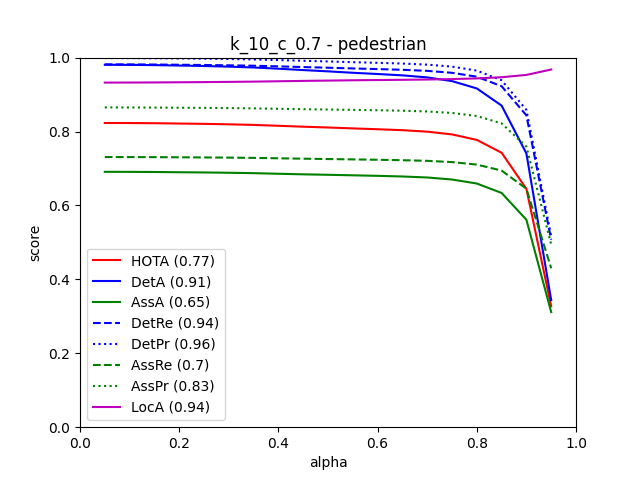 k_10_c_0.7 - pedestrian
1.0
0.8
0.6
0.4
0.2
0.0
score
HOTA (0.77)
DetA (0.91)
AssA (0.65)
DetRe (0.94)
DetPr (0.96)
AssRe (0.7)
AssPr (0.83)
LocA (0.94)
0.0 0.2 0.4 0.6 0.8 1.0
alpha